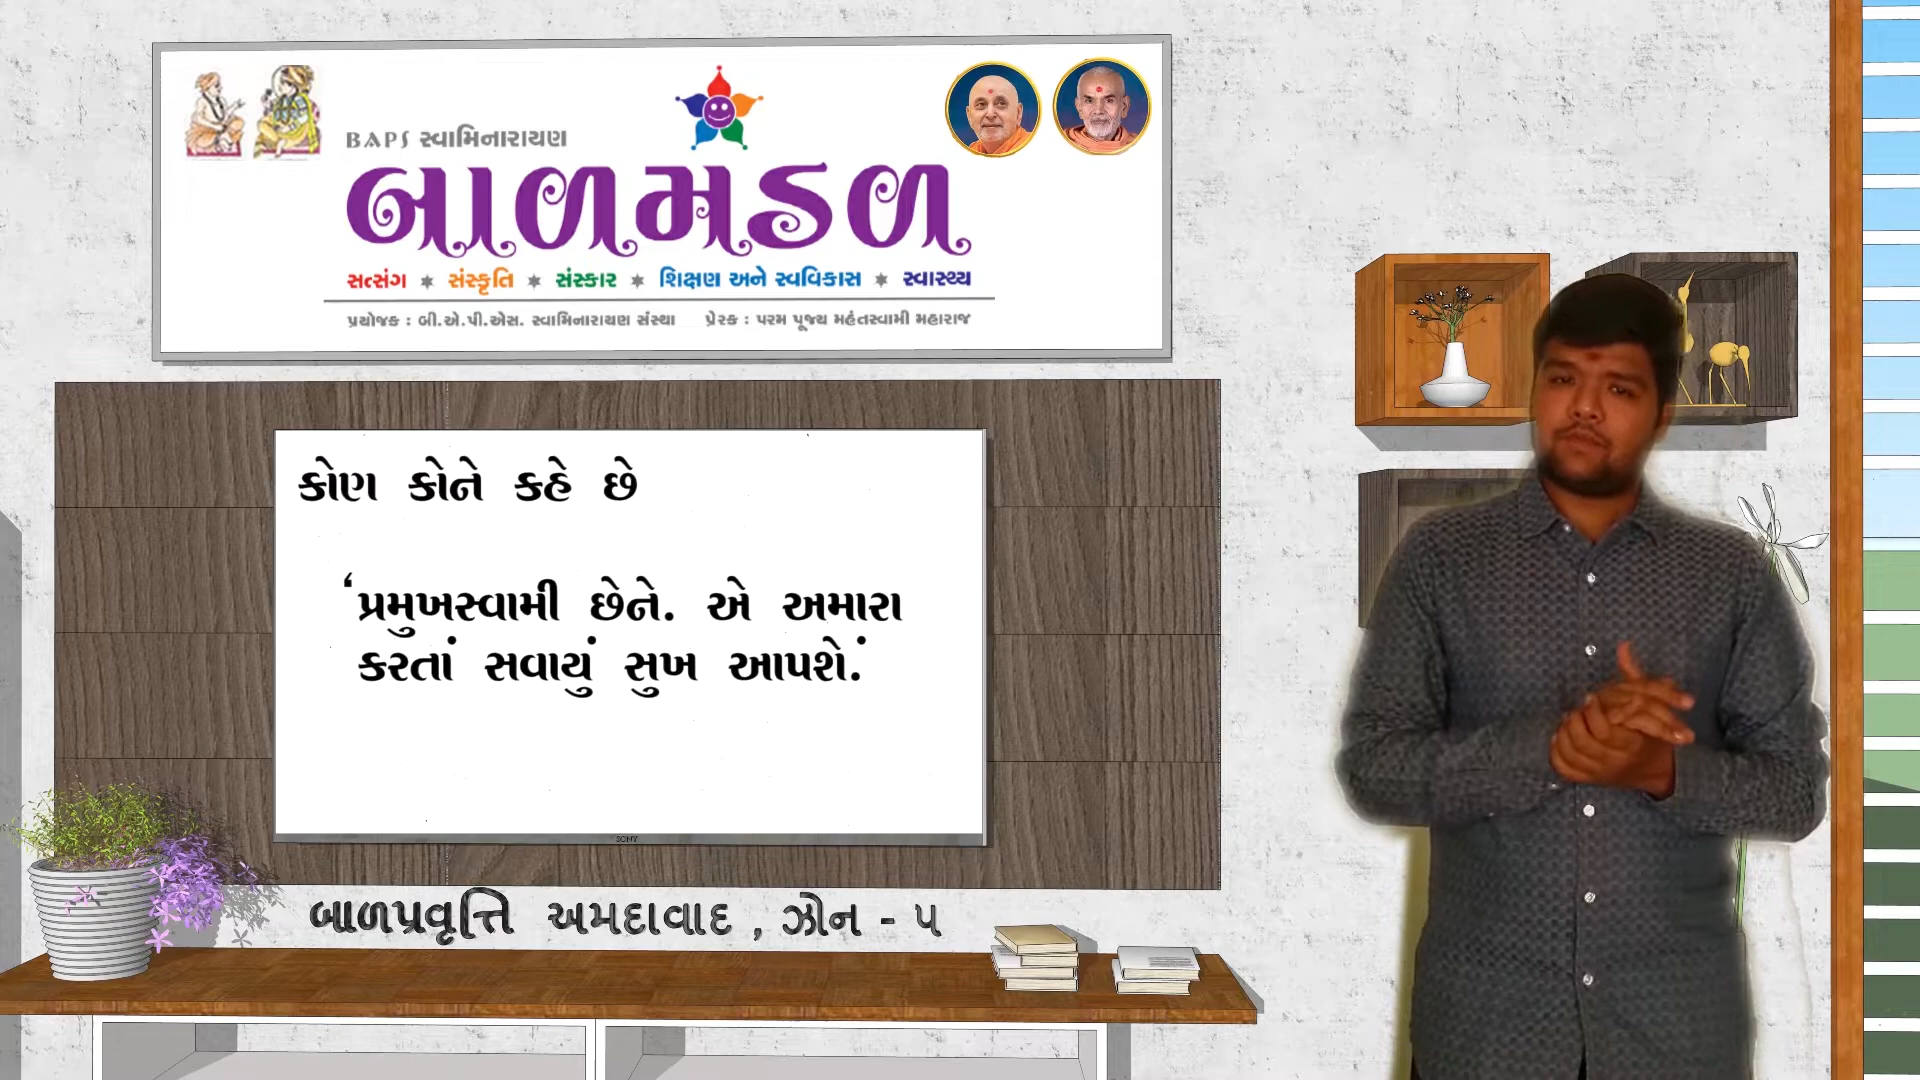 BAPS સ્વામિનારાયણ
બાળમંડળ
સત્સંગ * સંસ્કૃતિ * સંસ્કાર * શિક્ષણ અને સ્વવિકાસ * સ્વાસ્થ્ય
પ્રયોજક : બી.એ.પી.એસ. સ્વામિનારાયણ સંસ્થા પ્રેરક : પરમ પૂજ્ય મહંતસ્વામી મહારાજ
કોણ કોને કહે છે
‘પ્રમુખસ્વામી છેને. એ અમારા
કરતાં સવાયું સુખ આપશે.’
SONY
બાળપ્રવૃત્તિ અમદાવાદ , ઝોન - ૫